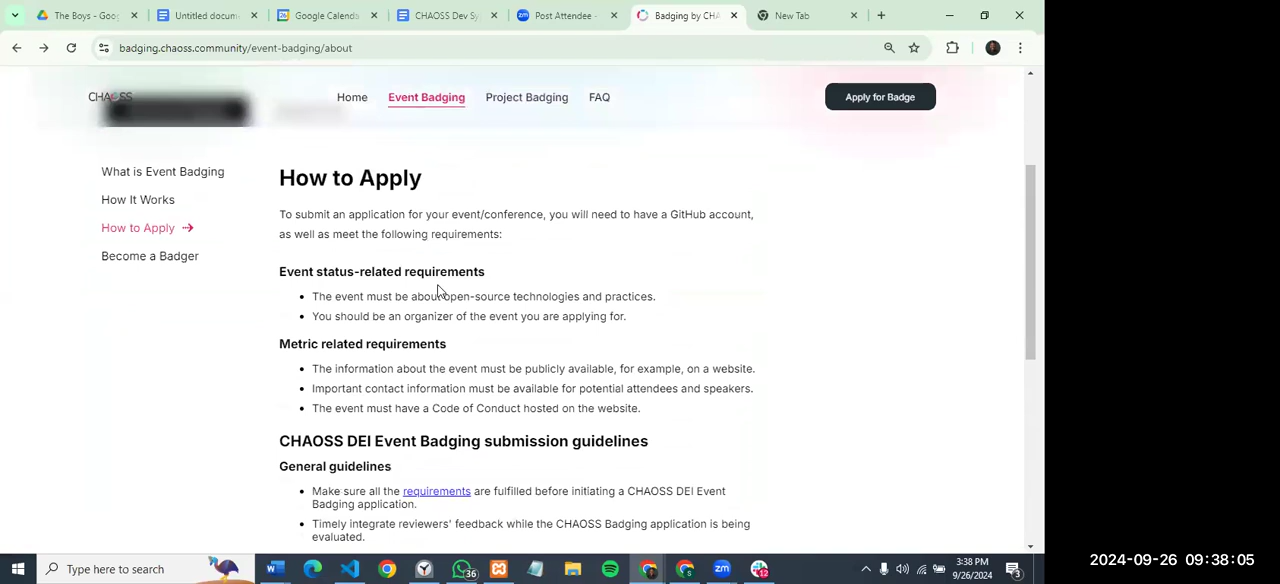 The Boys - Goog
Untitled docum
Google Calenda
CHAOSS Dev Sy
Post Attendee -
Badging by CHA
New Tab
badging.chaoss.community/event-badging/about
CHAOSS
Home
Event Badging
Project Badging
FAQ
Apply for Badge
What is Event Badging
How It Works
How to Apply
Become a Badger
How to Apply
To submit an application for your event/conference, you will need to have a GitHub account,
as well as meet the following requirements:
Event status-related requirements
The event must be about open-source technologies and practices.
You should be an organizer of the event you are applying for.
Metric related requirements
The information about the event must be publicly available, for example, on a website.
Important contact information must be available for potential attendees and speakers.
The event must have a Code of Conduct hosted on the website.
CHAOSS DEI Event Badging submission guidelines
General guidelines
Make sure all the requirements are fulfilled before initiating a CHAOSS DEI Event
Badging application.
Timely integrate reviewers' feedback while the CHAOSS Badging application is being
evaluated.
Type here to search
36
12
3:38 PM
9/26/2024
3
2024-09-26 09:38:05